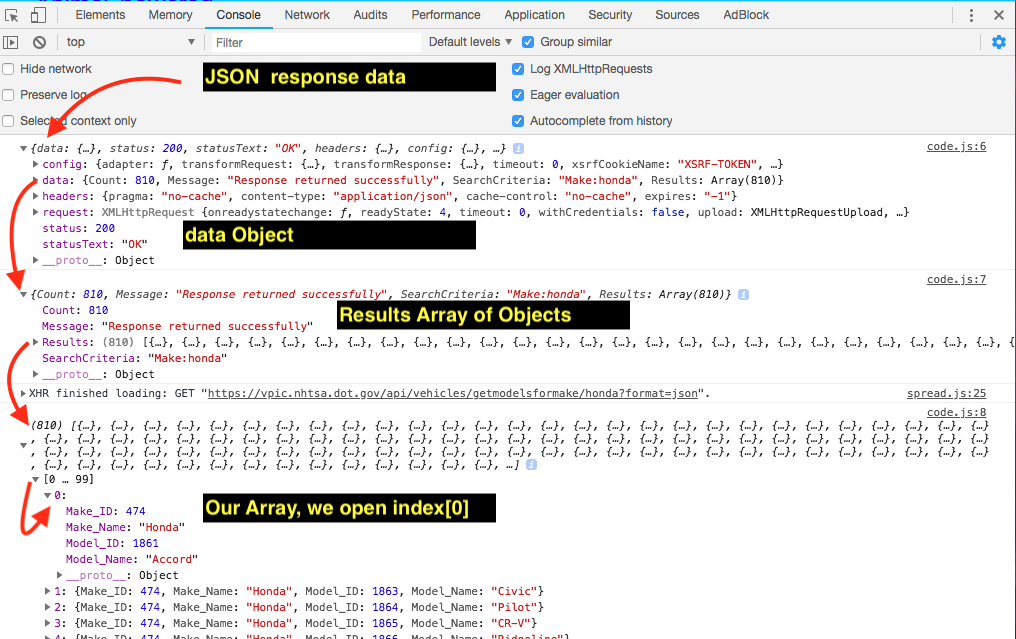 Elements Memory Console Network Audits Performance Application Security Sources AdBlock
top Filter Default levels Group similar
Hide network Log XMLHttpRequests
JSON response data
Preserve log Eager evaluation
Selected context only Autocomplete from history
{data: {…}, status: 200, statusText: "OK", headers: {…}, config: {…}, …} code.js:6
config: {adapter: ƒ, transformRequest: {…}, transformResponse: {…}, timeout: 0, xsrfCookieName: "XSRF-TOKEN", …}
data: {Count: 810, Message: "Response returned successfully", SearchCriteria: "Make:honda", Results: Array(810)}
headers: {pragma: "no-cache", content-type: "application/json", cache-control: "no-cache", expires: "-1"}
request: XMLHttpRequest {onreadystatechange: ƒ, readyState: 4, timeout: 0, withCredentials: false, upload: XMLHttpRequestUpload, …}
status: 200
data Object
statusText: "OK"
__proto__: Object
code.js:7
{Count: 810, Message: "Response returned successfully", SearchCriteria: "Make:honda", Results: Array(810)}
Count: 810
Results Array of Objects
Message: "Response returned successfully"
Results: (810) [{…}, {…}, {…}, {…}, {…}, {…}, {…}, {…}, {…}, {…}, {…}, {…}, {…}, {…}, {…}, {…}, {…}, {…}, {…}, {…}, {…}, {…}, {…}, {…}, {…}, {…}, {
SearchCriteria: "Make:honda"
__proto__: Object
XHR finished loading: GET "https://vpic.nhtsa.dot.gov/api/vehicles/getmodelsformake/honda?format=json". spread.js:25
code.js:8
(810) [{…}, {…}, {…}, {…}, {…}, {…}, {…}, {…}, {…}, {…}, {…}, {…}, {…}, {…}, {…}, {…}, {…}, {…}, {…}, {…}, {…}, {…}, {…}, {…}, {…}, {…}, {…}, {…}
, {…}, {…}, {…}, {…}, {…}, {…}, {…}, {…}, {…}, {…}, {…}, {…}, {…}, {…}, {…}, {…}, {…}, {…}, {…}, {…}, {…}, {…}, {…}, {…}, {…}, {…}, {…}, {…}, {…}
, {…}, {…}, {…}, {…}, {…}, {…}, {…}, {…}, {…}, {…}, {…}, {…}, {…}, {…}, {…}, {…}, {…}, {…}, {…}, {…}, {…}, {…}, {…}, {…}, {…}, {…}, {…}, {…}, {…}
, {…}, {…}, {…}, {…}, {…}, {…}, {…}, {…}, {…}, {…}, {…}, {…}, {…}, {…}, …]
[0 … 99]
0:
Our Array, we open index[0]
Make_ID: 474
Make_Name: "Honda"
Model_ID: 1861
Model_Name: "Accord"
__proto__: Object
1: {Make_ID: 474, Make_Name: "Honda", Model_ID: 1863, Model_Name: "Civic"}
2: {Make_ID: 474, Make_Name: "Honda", Model_ID: 1864, Model_Name: "Pilot"}
3: {Make_ID: 474, Make_Name: "Honda", Model_ID: 1865, Model_Name: "CR-V"}
4: {Make_ID: 474, Make_Name: "Honda", Model_ID: 1866, Model_Name: "Ridgeline"}